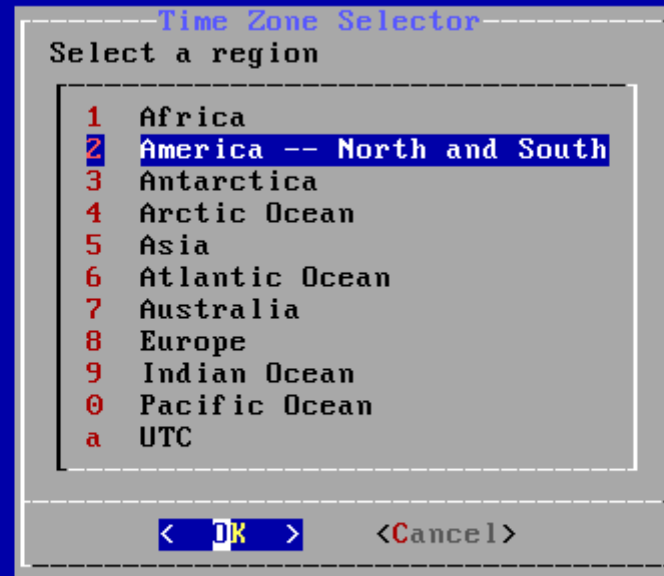 Time Zone Selector
Select a region
1 Africa
2 America -- North and South
3 Antarctica
4 Arctic Ocean
5 Asia
6 Atlantic Ocean
7 Australia
8 Europe
9 Indian Ocean
0 Pacific Ocean
a UTC
< OK > <Cancel>